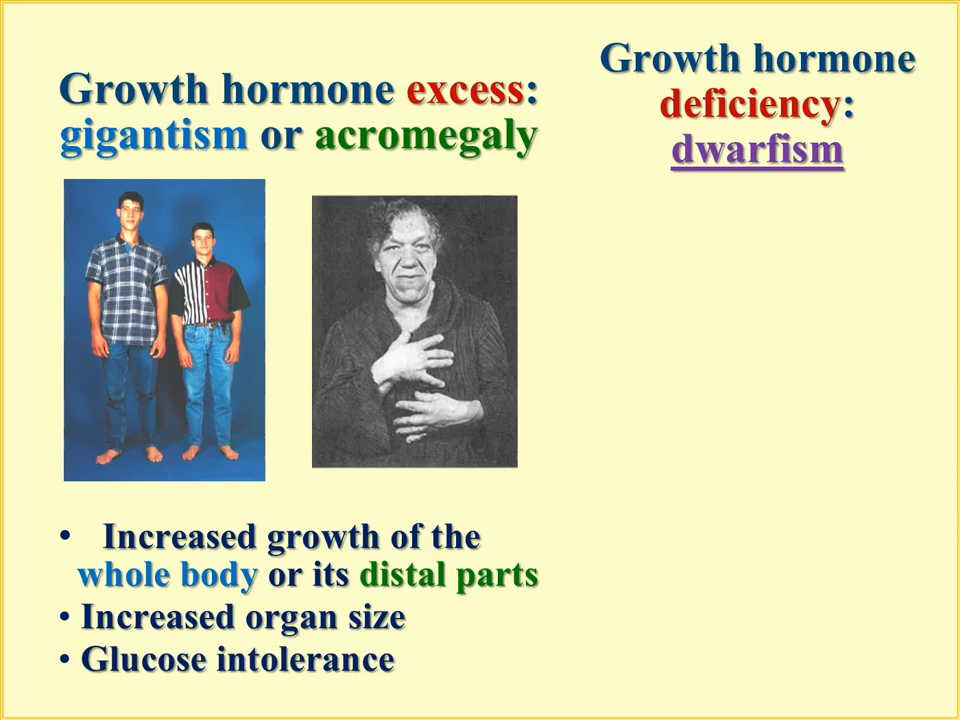 Growth hormone excess:
gigantism or acromegaly
Growth hormone
deficiency:
dwarfism
• Increased growth of the
whole body or its distal parts
• Increased organ size
• Glucose intolerance